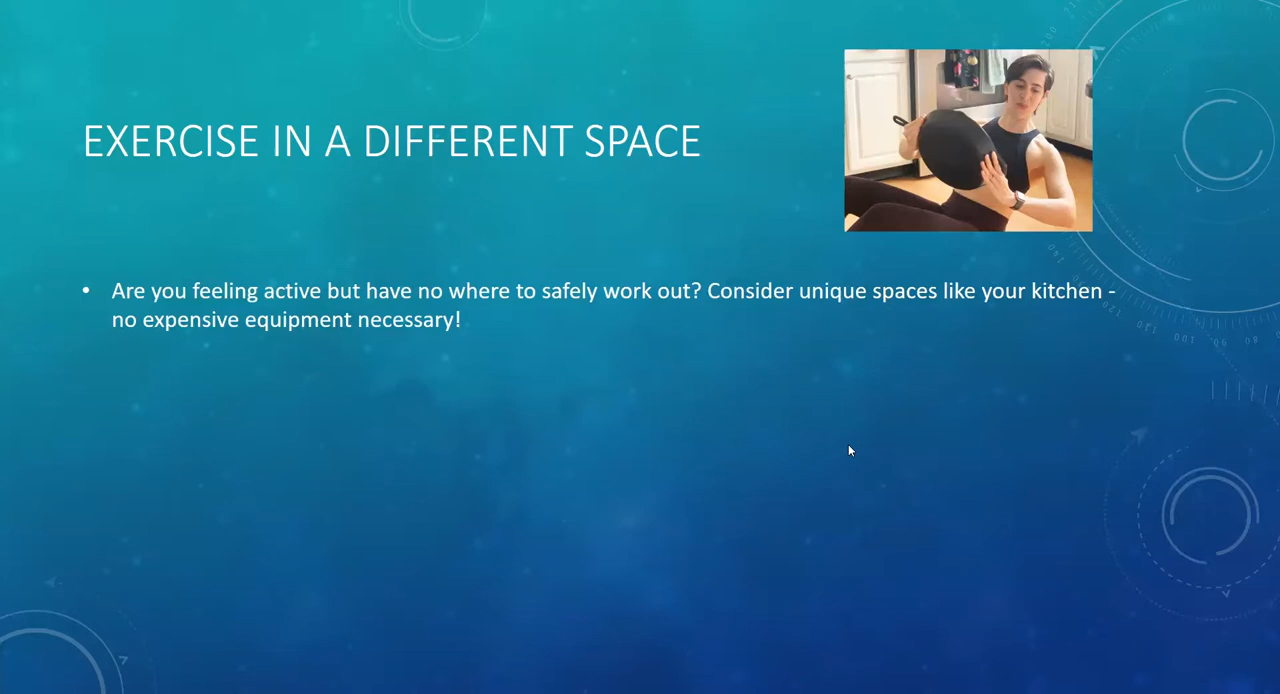 EXERCISE IN A DIFFERENT SPACE
• Are you feeling active but have no where to safely work out? Consider unique spaces like your kitchen -
no expensive equipment necessary!